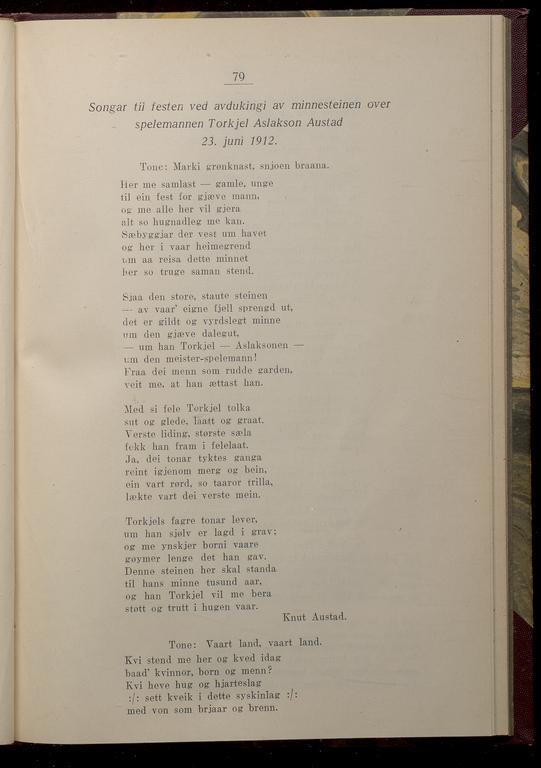 79
Songar til festen ved avdukingi av minnesteinen over
spelemannen Torkjel Aslakson Austad
23. juni 1912.
Tone: Marki grønknast, snjoen braana.
Her me samlast — gamle, unge
til ein fest for gjæve mann,
og me alle her vil gjera
alt so hugnadleg me kan.
Sæbyggjar der vest um havet
og her i vaar heimegrend
um aa reisa dette minnet
her so truge saman stend.
Sjaa den store, staute steinen
— av vaar' eigne fjell sprengd ut,
det er gildt og vyrdslegt minne
um den gjæve dalegut,
— um han Torkjel — Aslaksonen —
um den meister-spelemann!
Fraa dei menn som rudde garden,
veit me, at han ættast han.
Med si fele Torkjel tolka
sut og glede, laatt og graat.
Verste liding, største sæla
fekk han fram i felelaat.
Ja, dei tonar tyktes ganga
reint igjenom merg og bein,
ein vart rørd, so taaror trilla,
lækte vart dei verste mein.
Torkjels fagre tonar lever,
um han sjølv er lagd i grav;
og me ynskjer borni vaare
gøymer lenge det han gav.
Denne steinen her skal standa
til hans minne tusund aar,
og han Torkjel vil me bera
støtt og trutt i hugen vaar.
Knut Austad.
Tone: Vaart land, vaart land.
Kvi stend me her og kved idag
baad' kvinnor, born og menn?
Kvi heve hug og hjarteslag
:/: sett kveik i dette syskinlag :/:
med von som brjaar og brenn.